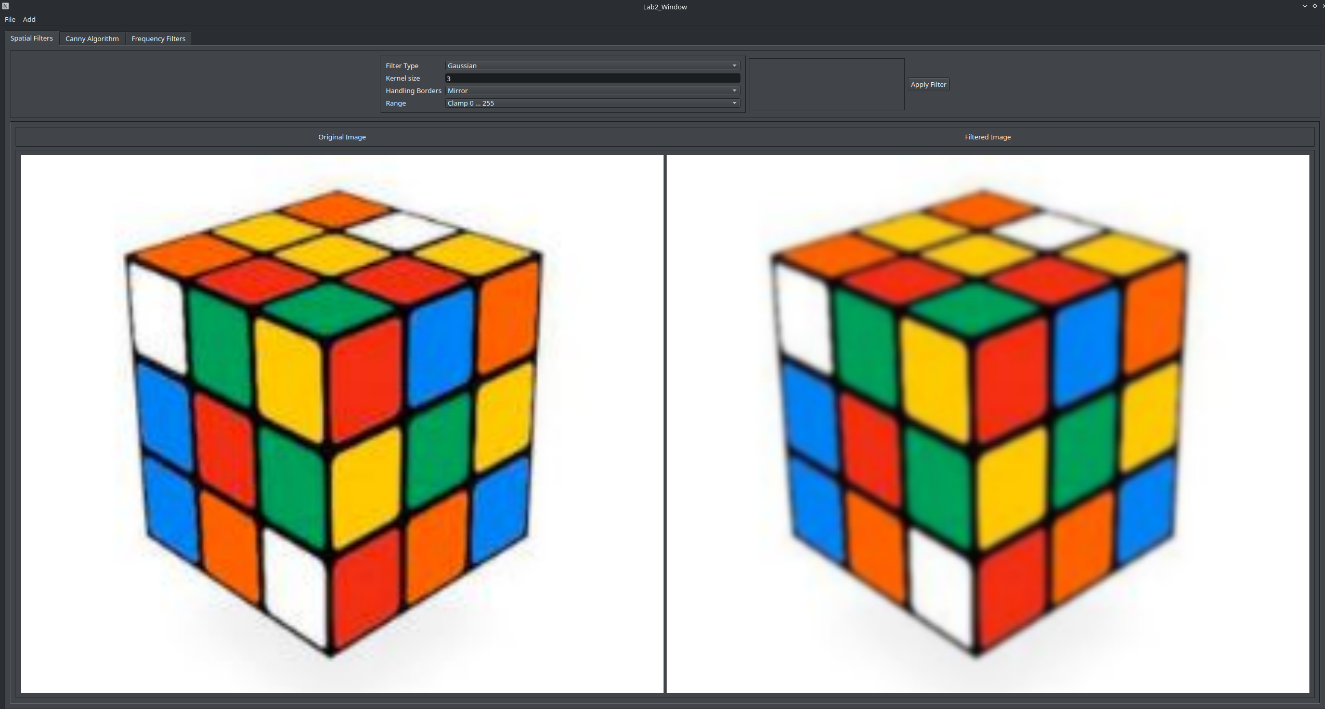 Lab2_Window
File Add
Spatial Filters Canny Algorithm Frequency Filters
Filter Type Gaussian
Kernel size 3
Handling Borders Mirror
Range Clamp 0 ... 255
Apply Filter
Original Image Filtered Image